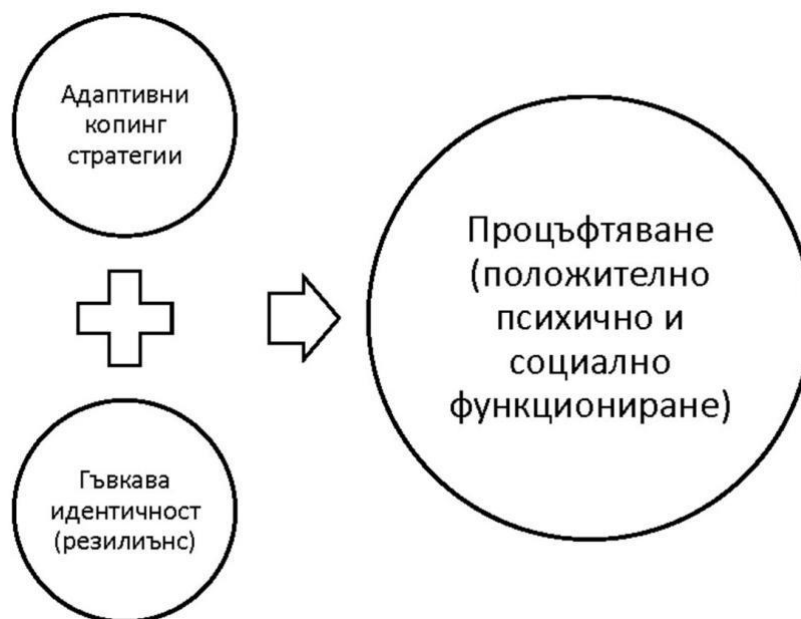 Адаптивни
копинг
стратегии
Гъвкава
идентичност
(резилиънс)
Процъфтяване
(положително
психично и
социално
функциониране)